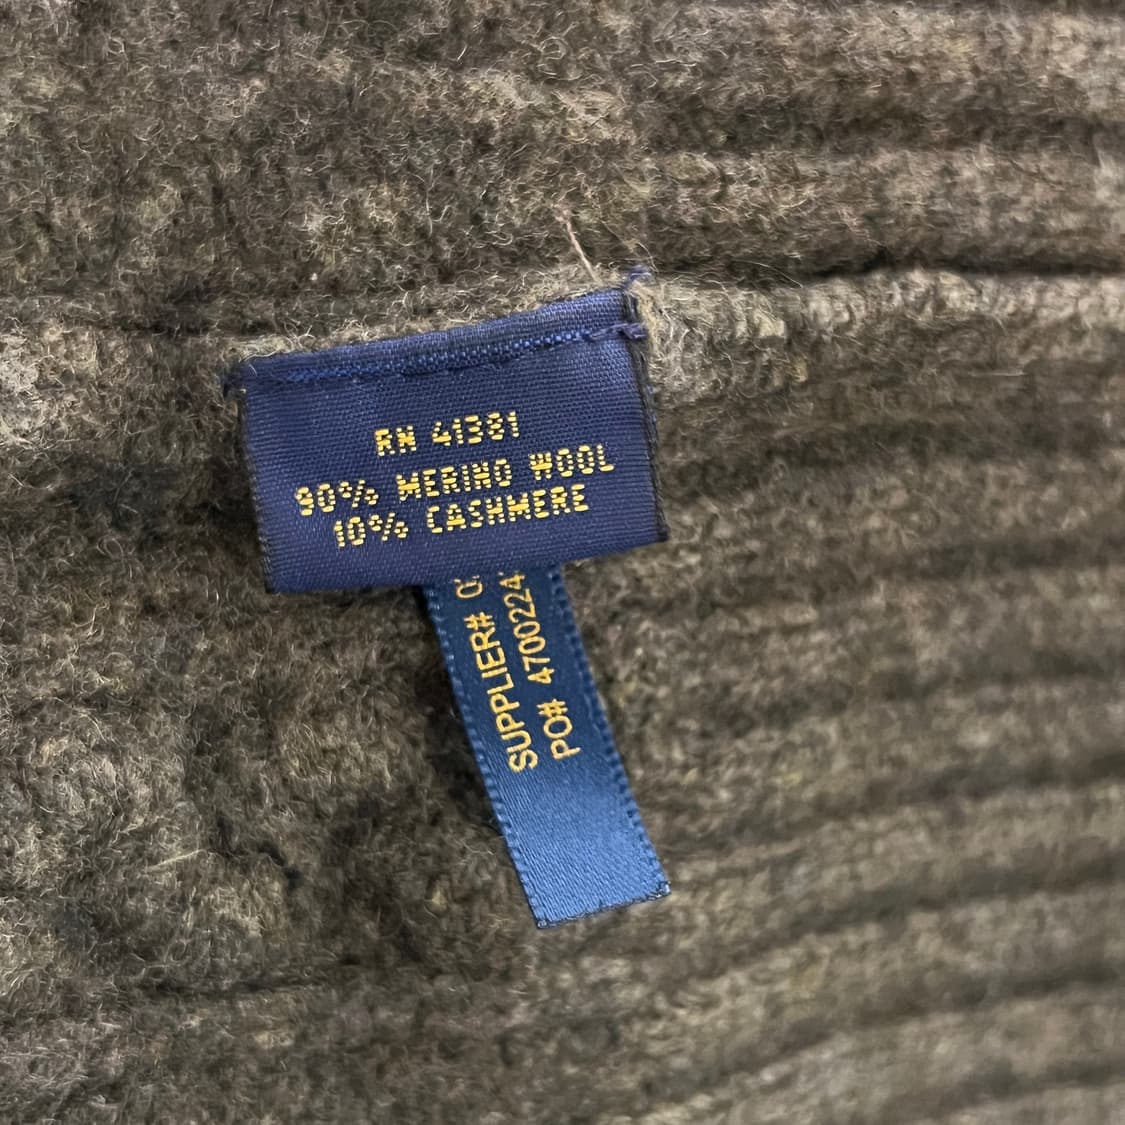 RN 41381
90% MERINO WOOL
10% CASHMERE
SUPPLIER#
4700224
PO#